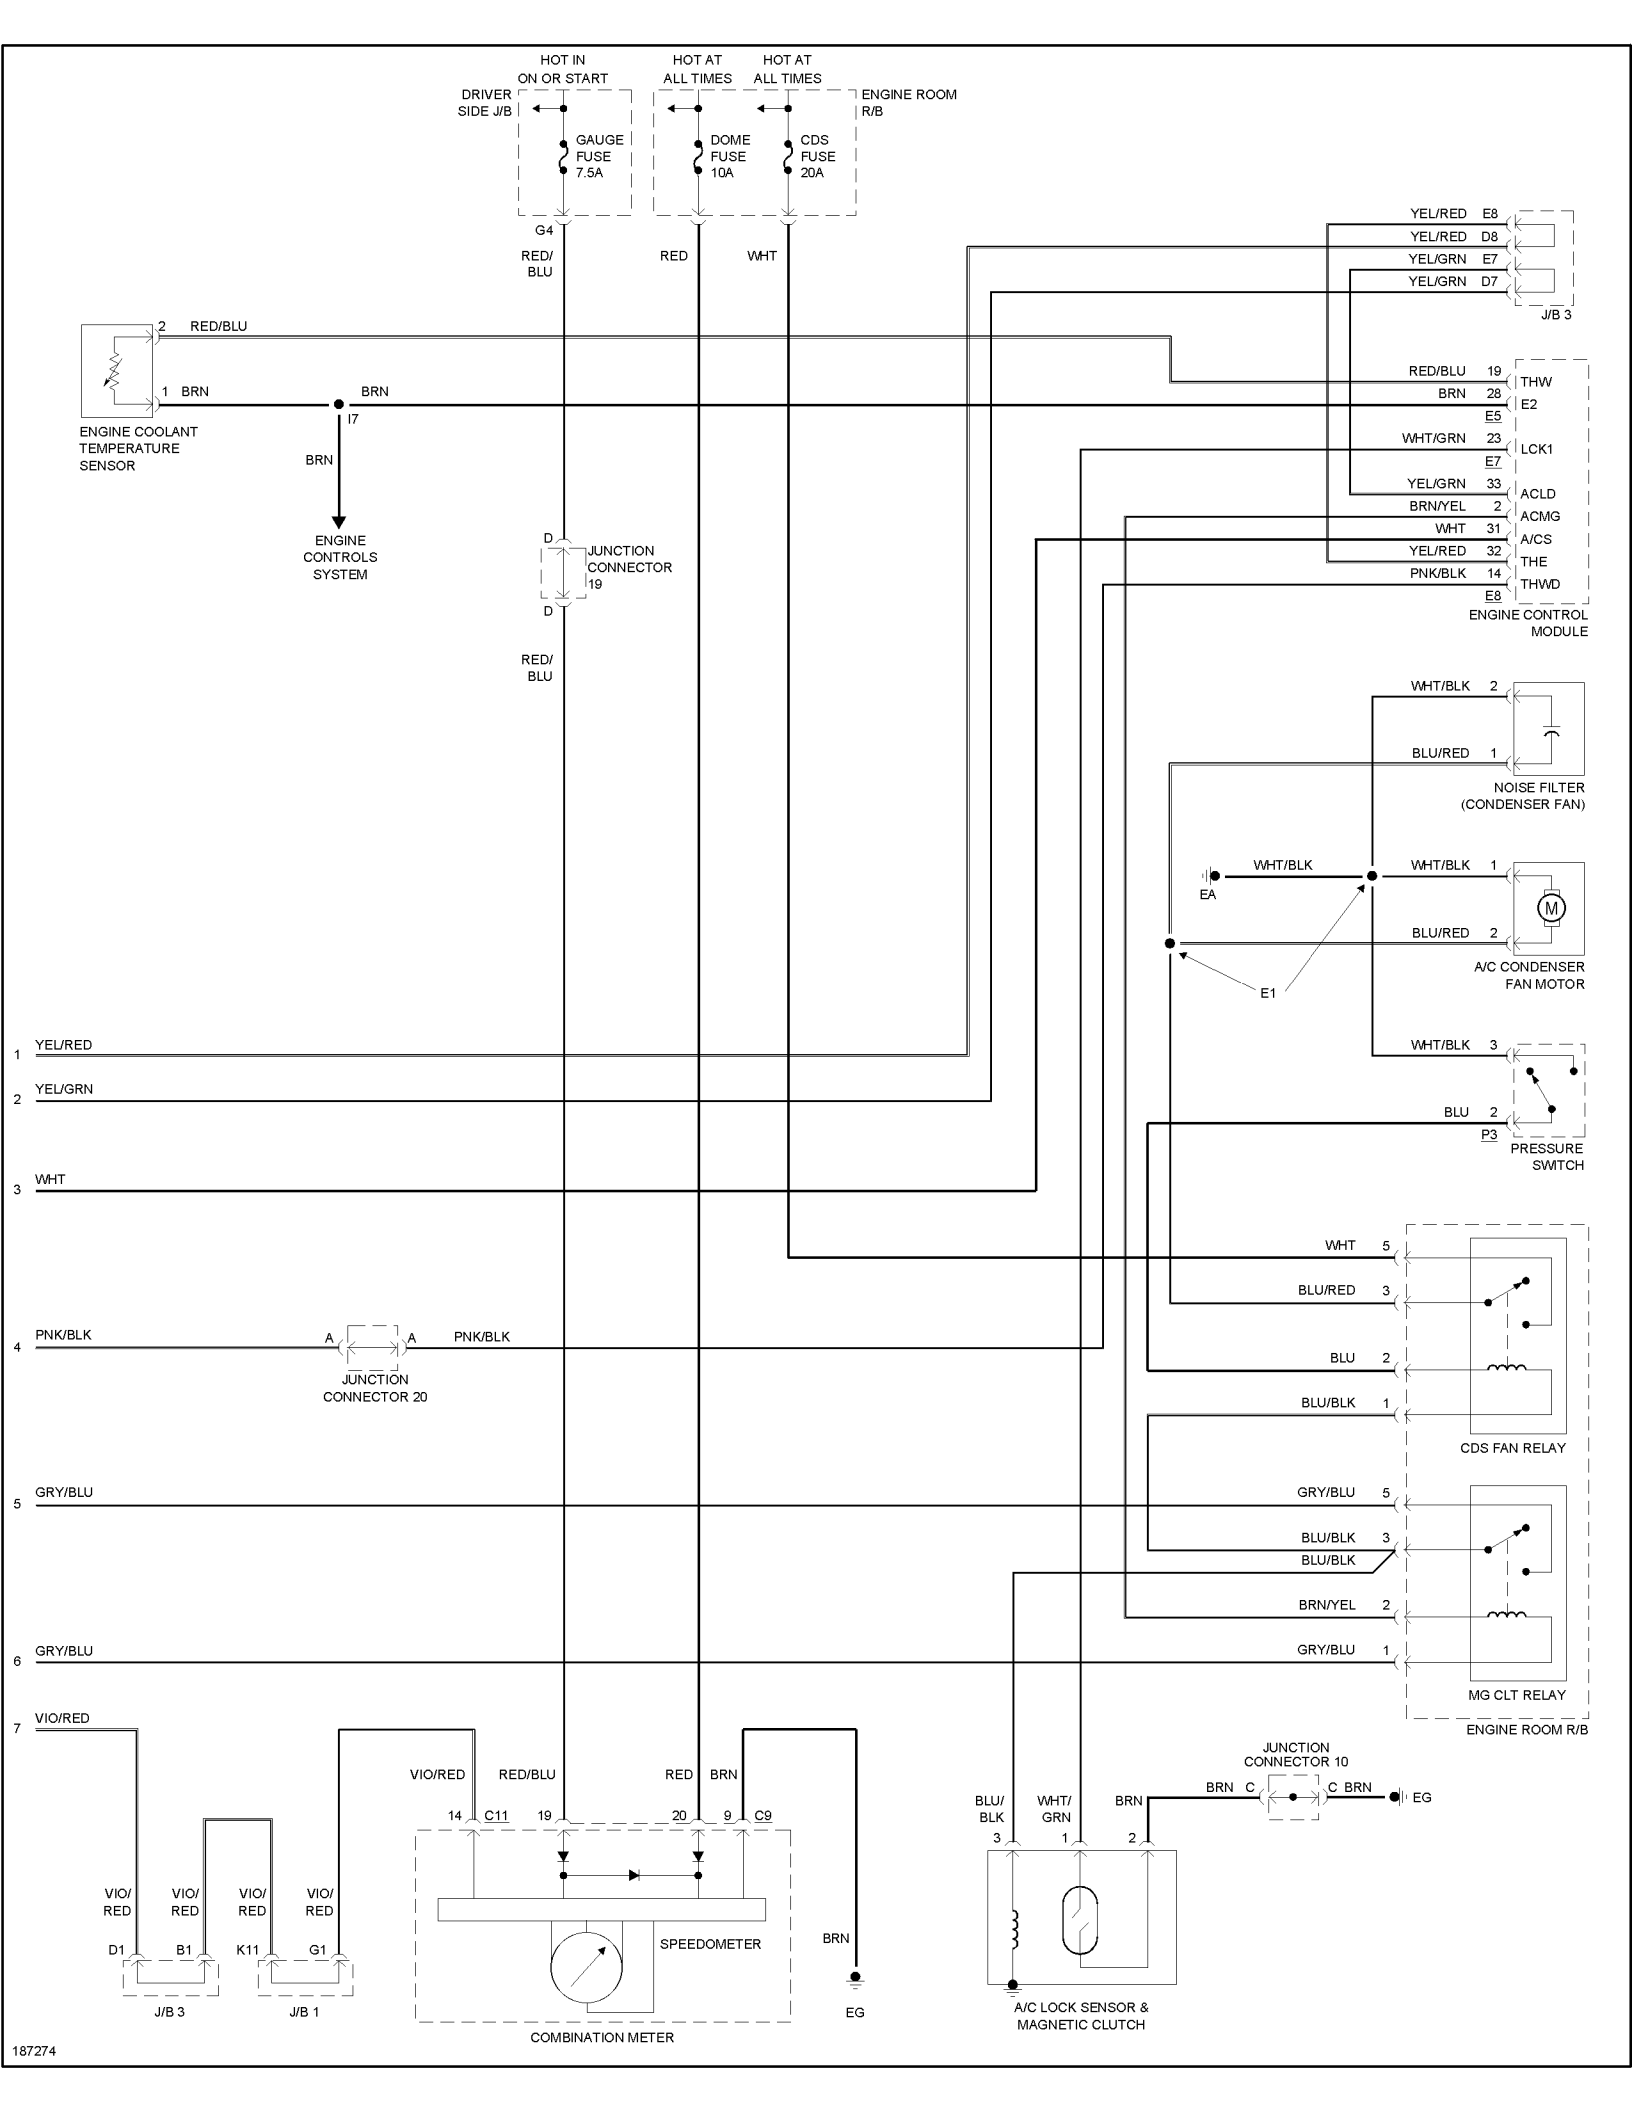 HOT IN
ON OR START
HOT AT
ALL TIMES
HOT AT
ALL TIMES
DRIVER
SIDE J/B
ENGINE ROOM
R/B
GAUGE
FUSE
7.5A
DOME
FUSE
10A
CDS
FUSE
20A
G4
RED/
BLU
RED
WHT
YEL/RED E8
YEL/RED D8
YEL/GRN E7
YEL/GRN D7
J/B 3
2 RED/BLU
1 BRN
BRN
I7
BRN
ENGINE COOLANT
TEMPERATURE
SENSOR
ENGINE
CONTROLS
SYSTEM
RED/BLU 19 THW
BRN 28 E2
E5
WHT/GRN 23 LCK1
E7
YEL/GRN 33 ACLD
BRN/YEL 2 ACMG
WHT 31 A/CS
YEL/RED 32 THE
PNK/BLK 14 THWD
E8
ENGINE CONTROL
MODULE
D
JUNCTION
CONNECTOR
19
D
RED/
BLU
WHT/BLK 2
BLU/RED 1
NOISE FILTER
(CONDENSER FAN)
EA
WHT/BLK
WHT/BLK 1
M
BLU/RED 2
A/C CONDENSER
FAN MOTOR
E1
1 YEL/RED
2 YEL/GRN
WHT/BLK 3
BLU 2
P3
PRESSURE
SWITCH
3 WHT
WHT 5
BLU/RED 3
BLU 2
BLU/BLK 1
CDS FAN RELAY
4 PNK/BLK A
A PNK/BLK
JUNCTION
CONNECTOR 20
5 GRY/BLU
GRY/BLU 5
BLU/BLK 3
BLU/BLK
BRN/YEL 2
6 GRY/BLU
GRY/BLU 1
MG CLT RELAY
ENGINE ROOM R/B
7 VIO/RED
VIO/RED
RED/BLU
RED
BRN
14 C11
19
20
9 C9
JUNCTION
CONNECTOR 10
BRN C
C BRN
EG
BLU/
BLK
WHT/
GRN
BRN
3
1
2
VIO/
RED
VIO/
RED
VIO/
RED
VIO/
RED
D1
B1
K11
G1
J/B 3
J/B 1
SPEEDOMETER
BRN
EG
COMBINATION METER
A/C LOCK SENSOR &
MAGNETIC CLUTCH
187274